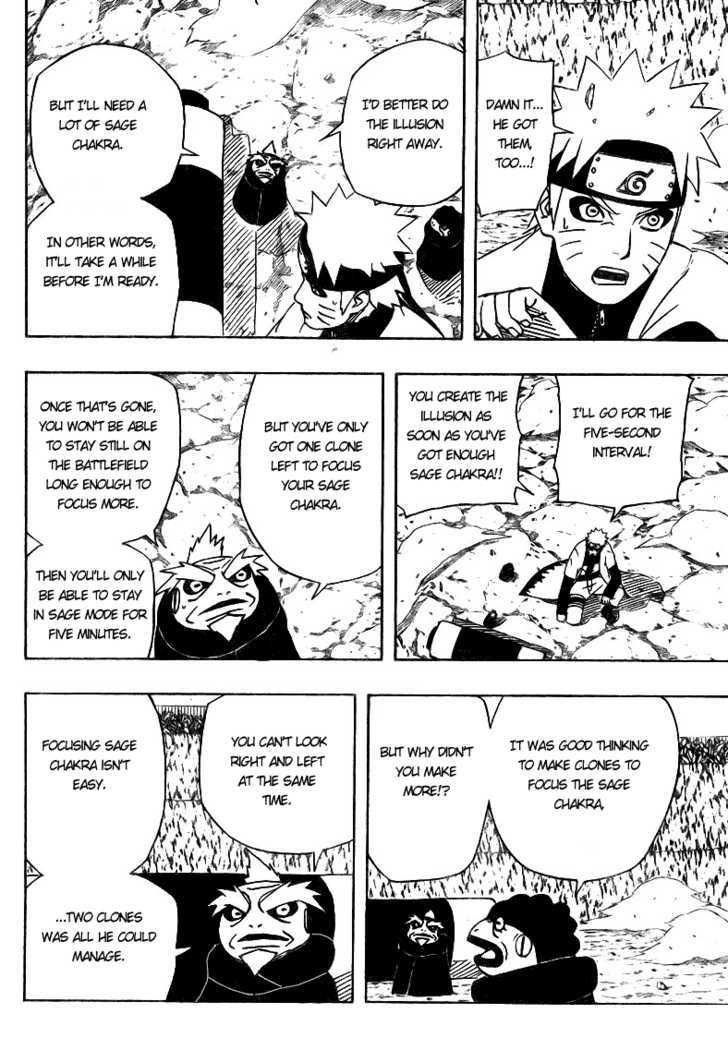 DAMN IT...
HE GOT
THEM,
TOO...!
I'D BETTER DO
THE ILLUSION
RIGHT AWAY.
BUT I'LL NEED A
LOT OF SAGE
CHAKRA.
IN OTHER WORDS,
IT'LL TAKE A WHILE
BEFORE I'M READY.
I'LL GO FOR THE
FIVE-SECOND
INTERVAL!
YOU CREATE THE
ILLUSION AS
SOON AS YOU'VE
GOT ENOUGH
SAGE CHAKRA!!
BUT YOU'VE ONLY
GOT ONE CLONE
LEFT TO FOCUS
YOUR SAGE
CHAKRA.
ONCE THAT'S GONE,
YOU WON'T BE ABLE
TO STAY STILL ON
THE BATTLEFIELD
LONG ENOUGH TO
FOCUS MORE.
THEN YOU'LL ONLY
BE ABLE TO STAY
IN SAGE MODE FOR
FIVE MINUTES.
IT WAS GOOD THINKING
TO MAKE CLONES TO
FOCUS THE SAGE
CHAKRA,
BUT WHY DIDN'T
YOU MAKE
MORE!?
YOU CAN'T LOOK
RIGHT AND LEFT
AT THE SAME
TIME.
FOCUSING SAGE
CHAKRA ISN'T
EASY.
...TWO CLONES
WAS ALL HE COULD
MANAGE.